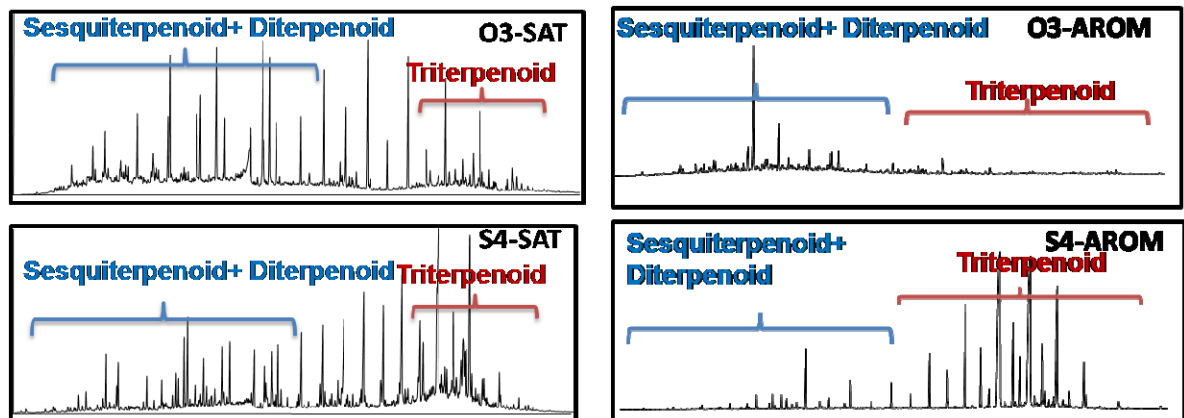 Sesquiterpenoid+ Diterpenoid
O3-SAT
Triterpenoid
Sesquiterpenoid+ Diterpenoid
O3-AROM
Triterpenoid
S4-SAT
Sesquiterpenoid+ Diterpenoid
Triterpenoid
Sesquiterpenoid+
Diterpenoid
S4-AROM
Triterpenoid